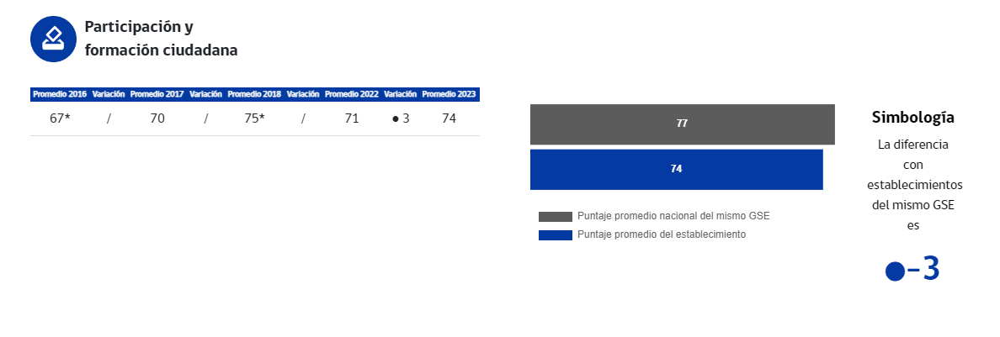 Participación y
formación ciudadana
Promedio 2016 Variación Promedio 2017 Variación Promedio 2018 Variación Promedio 2022 Variación Promedio 2023
67* / 70 / 75* / 71 ● 3 74
77
74
Puntaje promedio nacional del mismo GSE
Puntaje promedio del establecimiento
Simbología
La diferencia
con
establecimientos
del mismo GSE
es
●-3